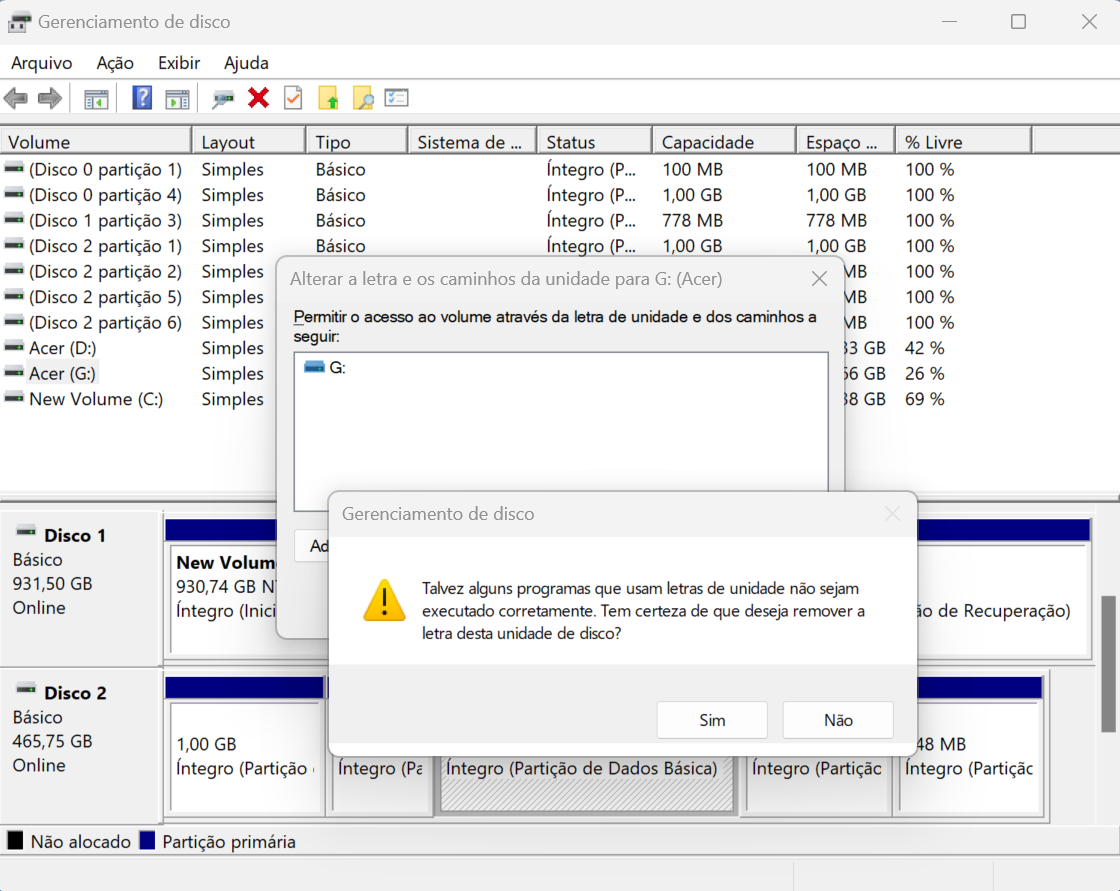 Gerenciamento de disco
Arquivo Ação Exibir Ajuda
Volume Layout Tipo Sistema de ... Status Capacidade Espaço ... % Livre
(Disco 0 partição 1) Simples Básico Íntegro (P... 100 MB 100 MB 100 %
(Disco 0 partição 4) Simples Básico Íntegro (P... 1,00 GB 1,00 GB 100 %
(Disco 1 partição 3) Simples Básico Íntegro (P... 778 MB 778 MB 100 %
(Disco 2 partição 1) Simples Básico Íntegro (P... 1,00 GB 1,00 GB 100 %
(Disco 2 partição 2) Simples MB 100 %
(Disco 2 partição 5) Simples MB 100 %
(Disco 2 partição 6) Simples MB 100 %
Acer (D:) Simples 33 GB 42 %
Acer (G:) Simples 66 GB 26 %
New Volume (C:) Simples 38 GB 69 %
Alterar a letra e os caminhos da unidade para G: (Acer)
Permitir o acesso ao volume através da letra de unidade e dos caminhos a
seguir:
G:
Ad
Gerenciamento de disco
Talvez alguns programas que usam letras de unidade não sejam
executado corretamente. Tem certeza de que deseja remover a
letra desta unidade de disco?
Sim Não
Disco 1
Básico
931,50 GB
Online
New Volum
930,74 GB N
Íntegro (Inici
ão de Recuperação)
Disco 2
Básico
465,75 GB
Online
1,00 GB
Íntegro (Partição
Íntegro (Pa
Íntegro (Partição de Dados Básica)
Íntegro (Partiçã
48 MB
Íntegro (Partiçã
Não alocado Partição primária